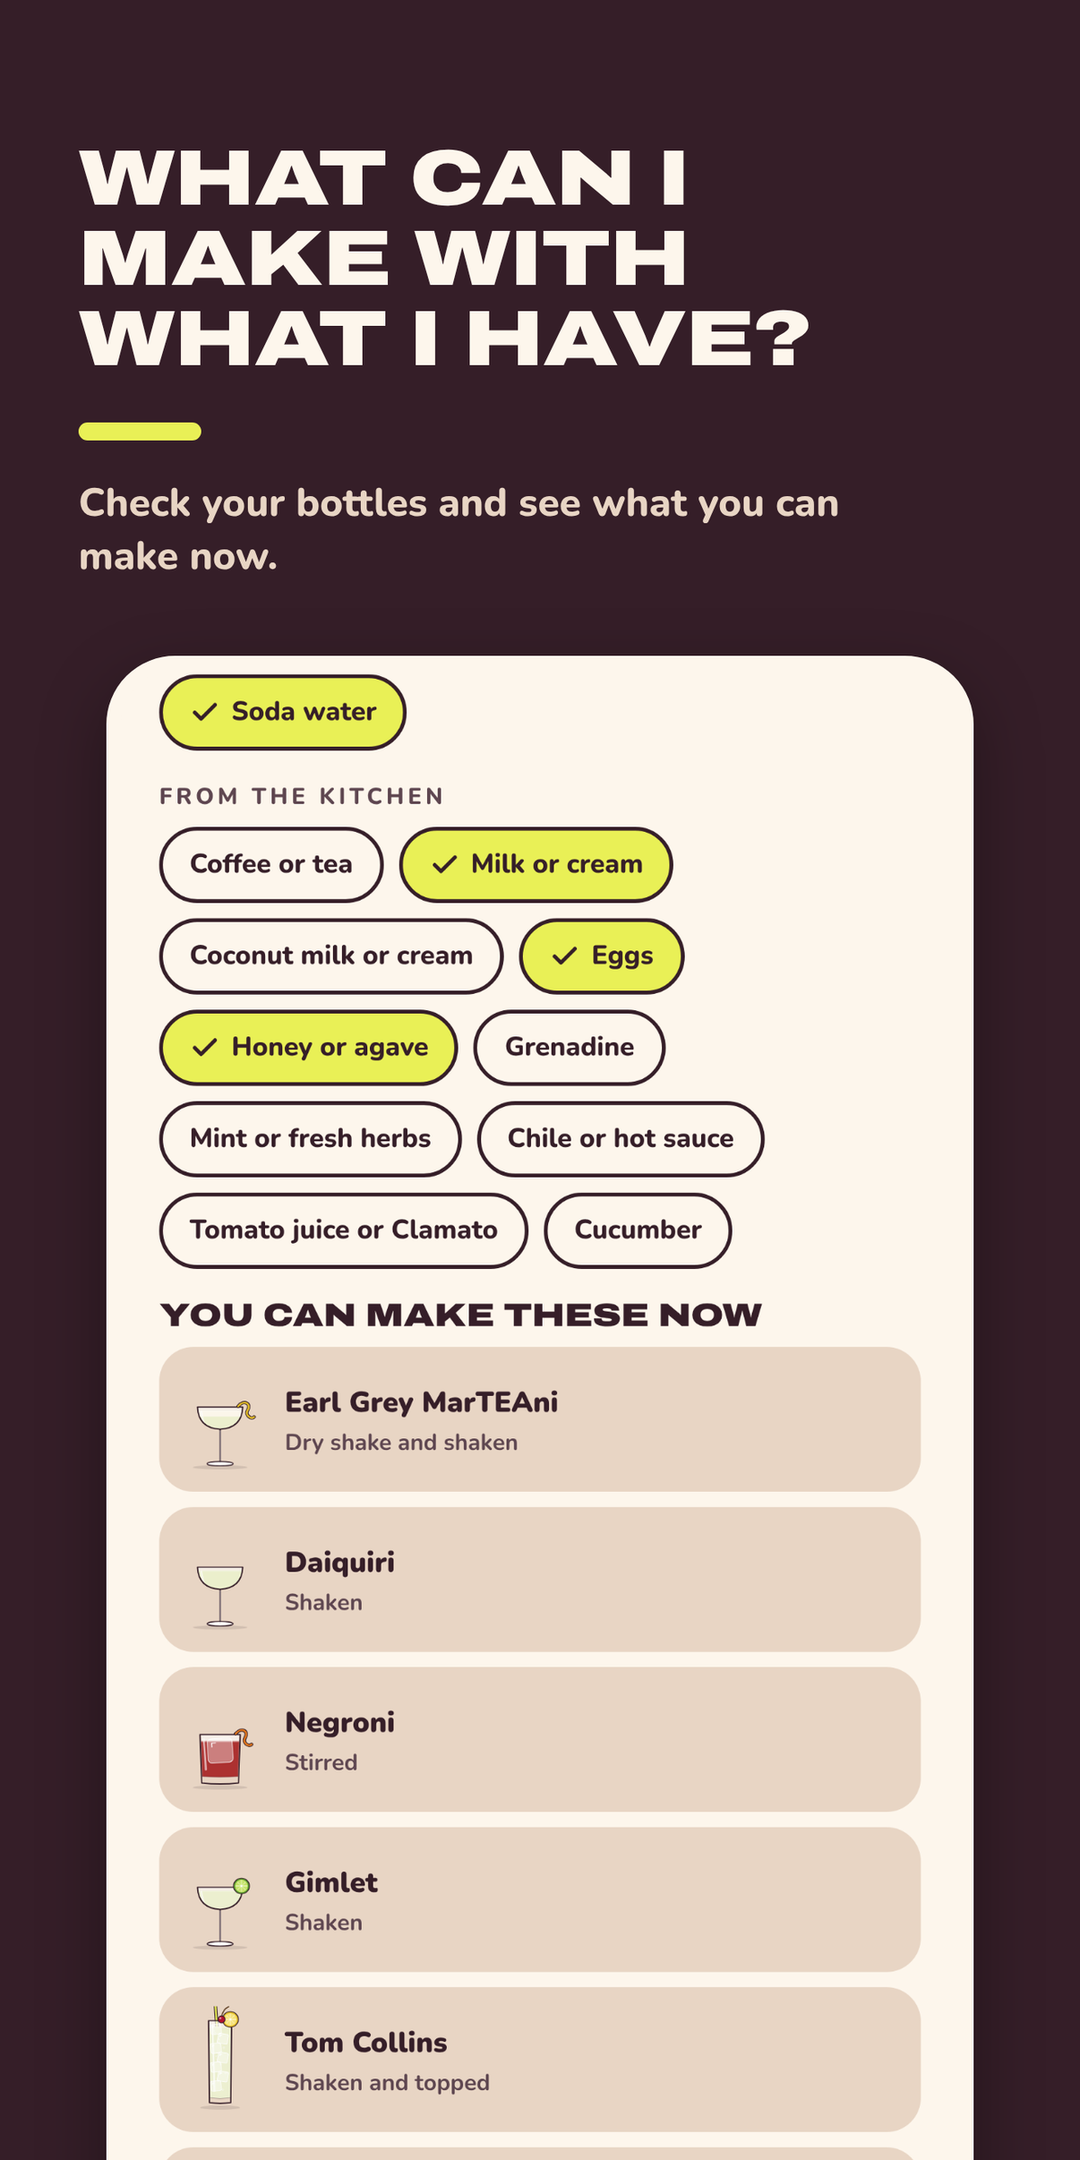 WHAT CAN I
MAKE WITH
WHAT I HAVE?
Check your bottles and see what you can
make now.
Soda water
FROM THE KITCHEN
Coffee or tea
Milk or cream
Coconut milk or cream
Eggs
Honey or agave
Grenadine
Mint or fresh herbs
Chile or hot sauce
Tomato juice or Clamato
Cucumber
YOU CAN MAKE THESE NOW
Earl Grey MarTEAni
Dry shake and shaken
Daiquiri
Shaken
Negroni
Stirred
Gimlet
Shaken
Tom Collins
Shaken and topped